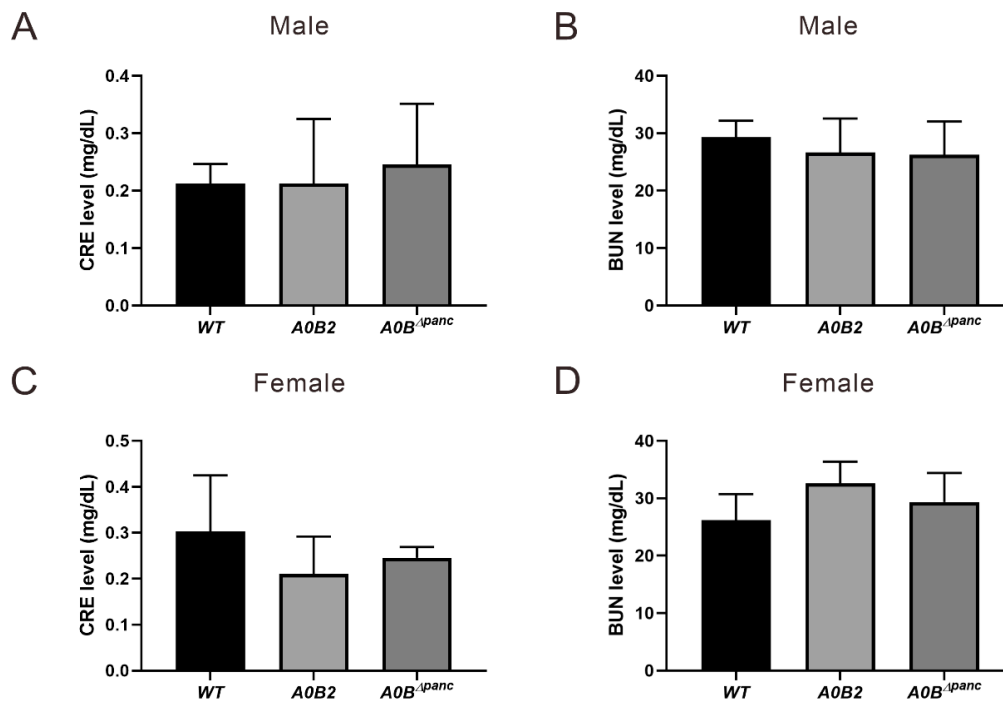 A
Male
CRE level (mg/dL)
0.4
0.3
0.2
0.1
0.0
WT
A0B2
A0B^Δpanc
B
Male
BUN level (mg/dL)
40
30
20
10
0
WT
A0B2
A0B^Δpanc
C
Female
CRE level (mg/dL)
0.5
0.4
0.3
0.2
0.1
0.0
WT
A0B2
A0B^Δpanc
D
Female
BUN level (mg/dL)
40
30
20
10
0
WT
A0B2
A0B^Δpanc